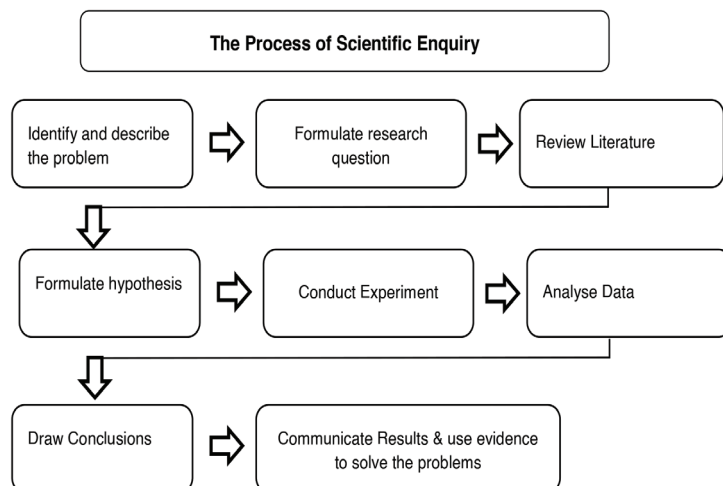 The Process of Scientific Enquiry
Identify and describe
the problem
Formulate research
question
Review Literature
Formulate hypothesis
Conduct Experiment
Analyse Data
Draw Conclusions
Communicate Results & use evidence
to solve the problems